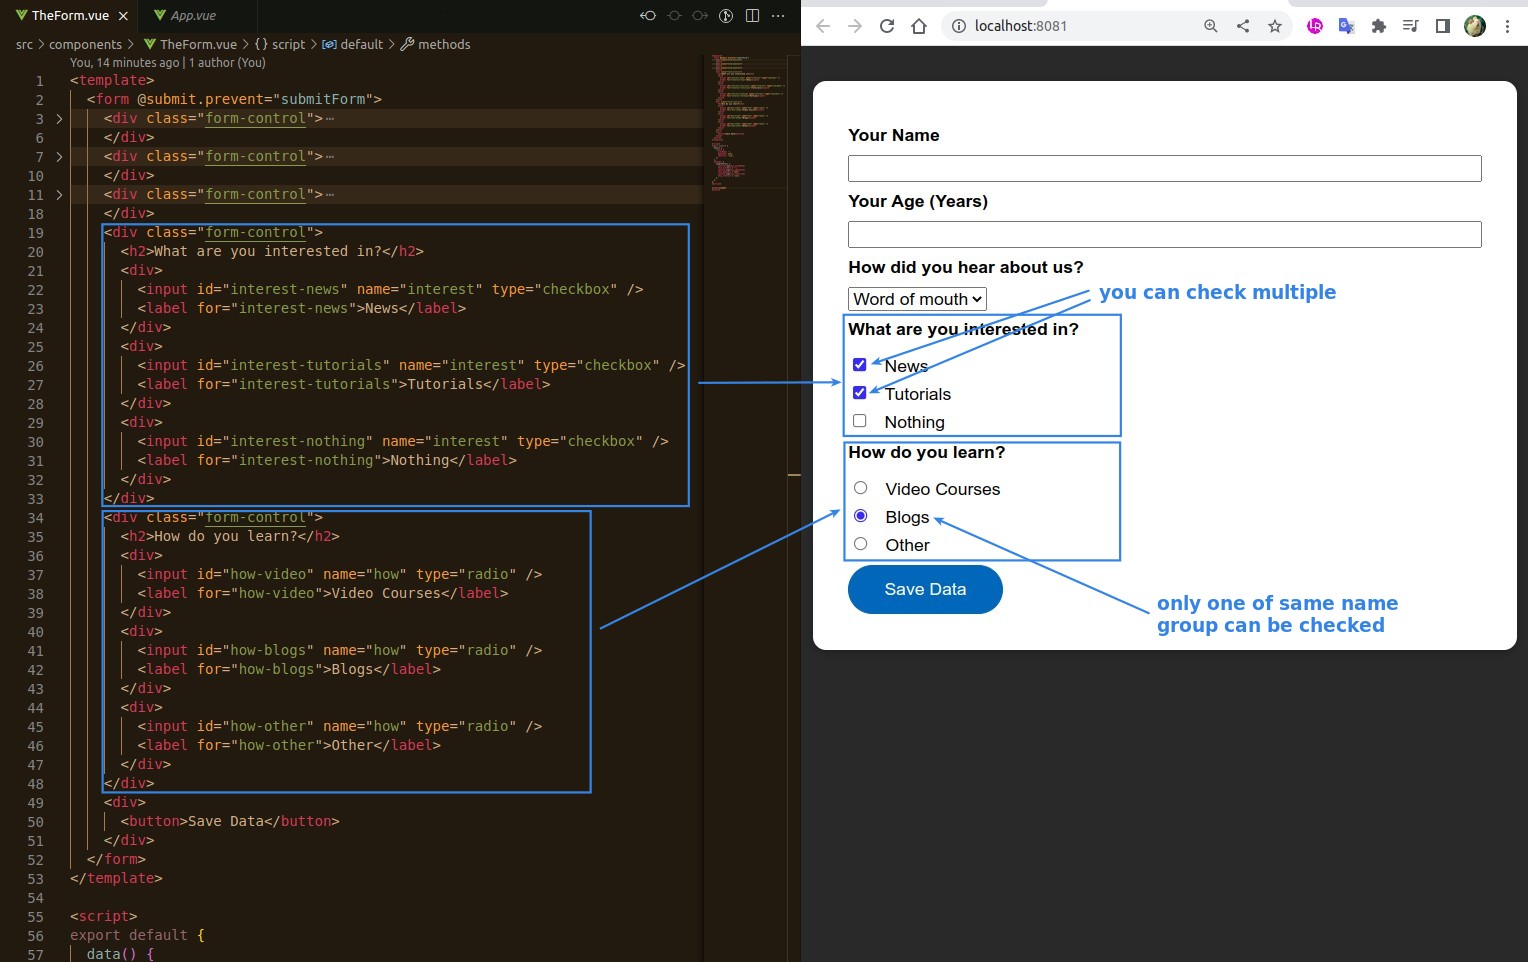 TheForm.vue
App.vue
src > components > TheForm.vue > {} script > default > methods
You, 14 minutes ago | 1 author (You)
1 <template>
2 <form @submit.prevent="submitForm">
3 <div class="form-control">⋯
6 </div>
7 <div class="form-control">⋯
10 </div>
11 <div class="form-control">⋯
18 </div>
19 <div class="form-control">
20 <h2>What are you interested in?</h2>
21 <div>
22 <input id="interest-news" name="interest" type="checkbox" />
23 <label for="interest-news">News</label>
24 </div>
25 <div>
26 <input id="interest-tutorials" name="interest" type="checkbox" />
27 <label for="interest-tutorials">Tutorials</label>
28 </div>
29 <div>
30 <input id="interest-nothing" name="interest" type="checkbox" />
31 <label for="interest-nothing">Nothing</label>
32 </div>
33 </div>
34 <div class="form-control">
35 <h2>How do you learn?</h2>
36 <div>
37 <input id="how-video" name="how" type="radio" />
38 <label for="how-video">Video Courses</label>
39 </div>
40 <div>
41 <input id="how-blogs" name="how" type="radio" />
42 <label for="how-blogs">Blogs</label>
43 </div>
44 <div>
45 <input id="how-other" name="how" type="radio" />
46 <label for="how-other">Other</label>
47 </div>
48 </div>
49 <div>
50 <button>Save Data</button>
51 </div>
52 </form>
53 </template>
54
55 <script>
56 export default {
57 data() {
localhost:8081
Your Name
Your Age (Years)
How did you hear about us?
Word of mouth
you can check multiple
What are you interested in?
News
Tutorials
Nothing
How do you learn?
Video Courses
Blogs
Other
Save Data
only one of same name
group can be checked